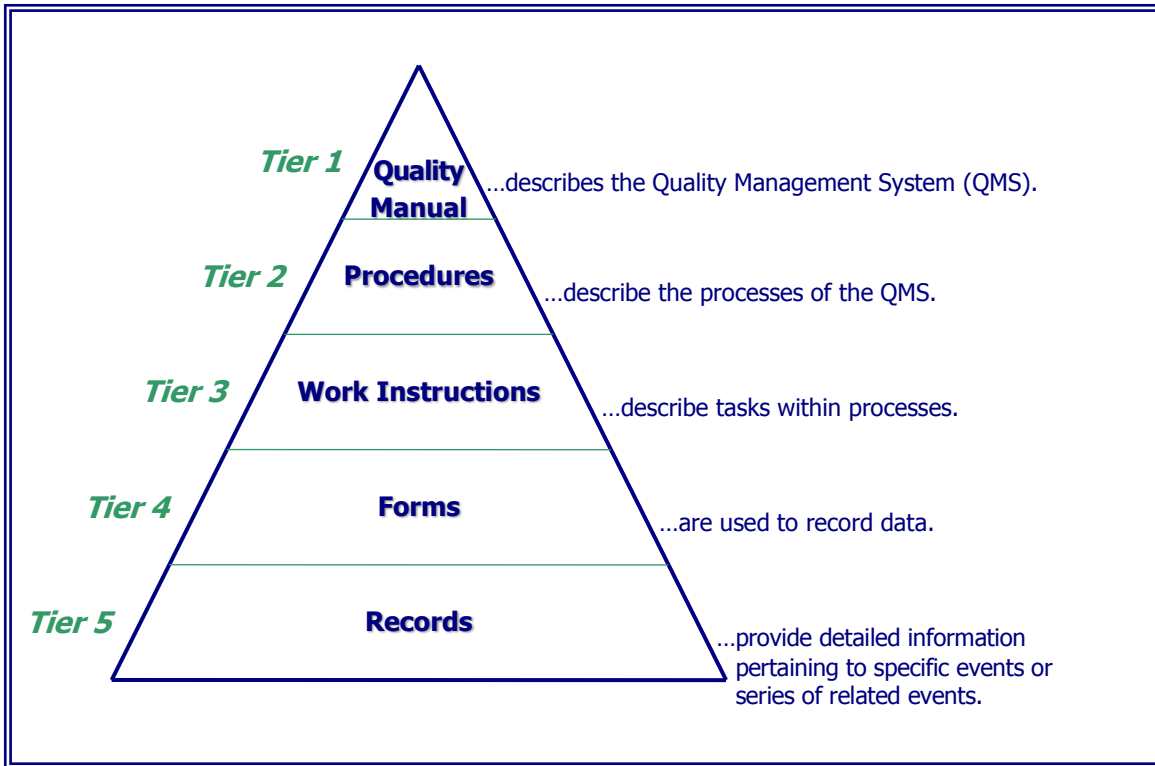 Tier 1
Quality
Manual
...describes the Quality Management System (QMS).
Tier 2
Procedures
...describe the processes of the QMS.
Tier 3
Work Instructions
...describe tasks within processes.
Tier 4
Forms
...are used to record data.
Tier 5
Records
...provide detailed information
pertaining to specific events or
series of related events.